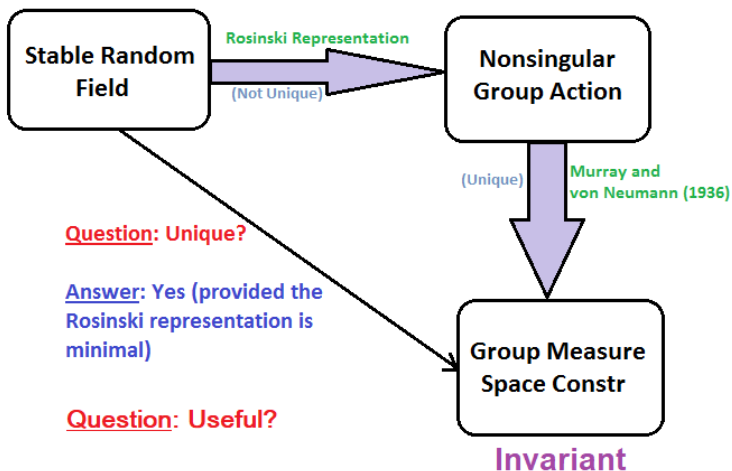 Stable Random
Field
Rosinski Representation
(Not Unique)
Nonsingular
Group Action
(Unique)
Murray and
von Neumann (1936)
Question: Unique?
Answer: Yes (provided the
Rosinski representation is
minimal)
Question: Useful?
Group Measure
Space Constr
Invariant